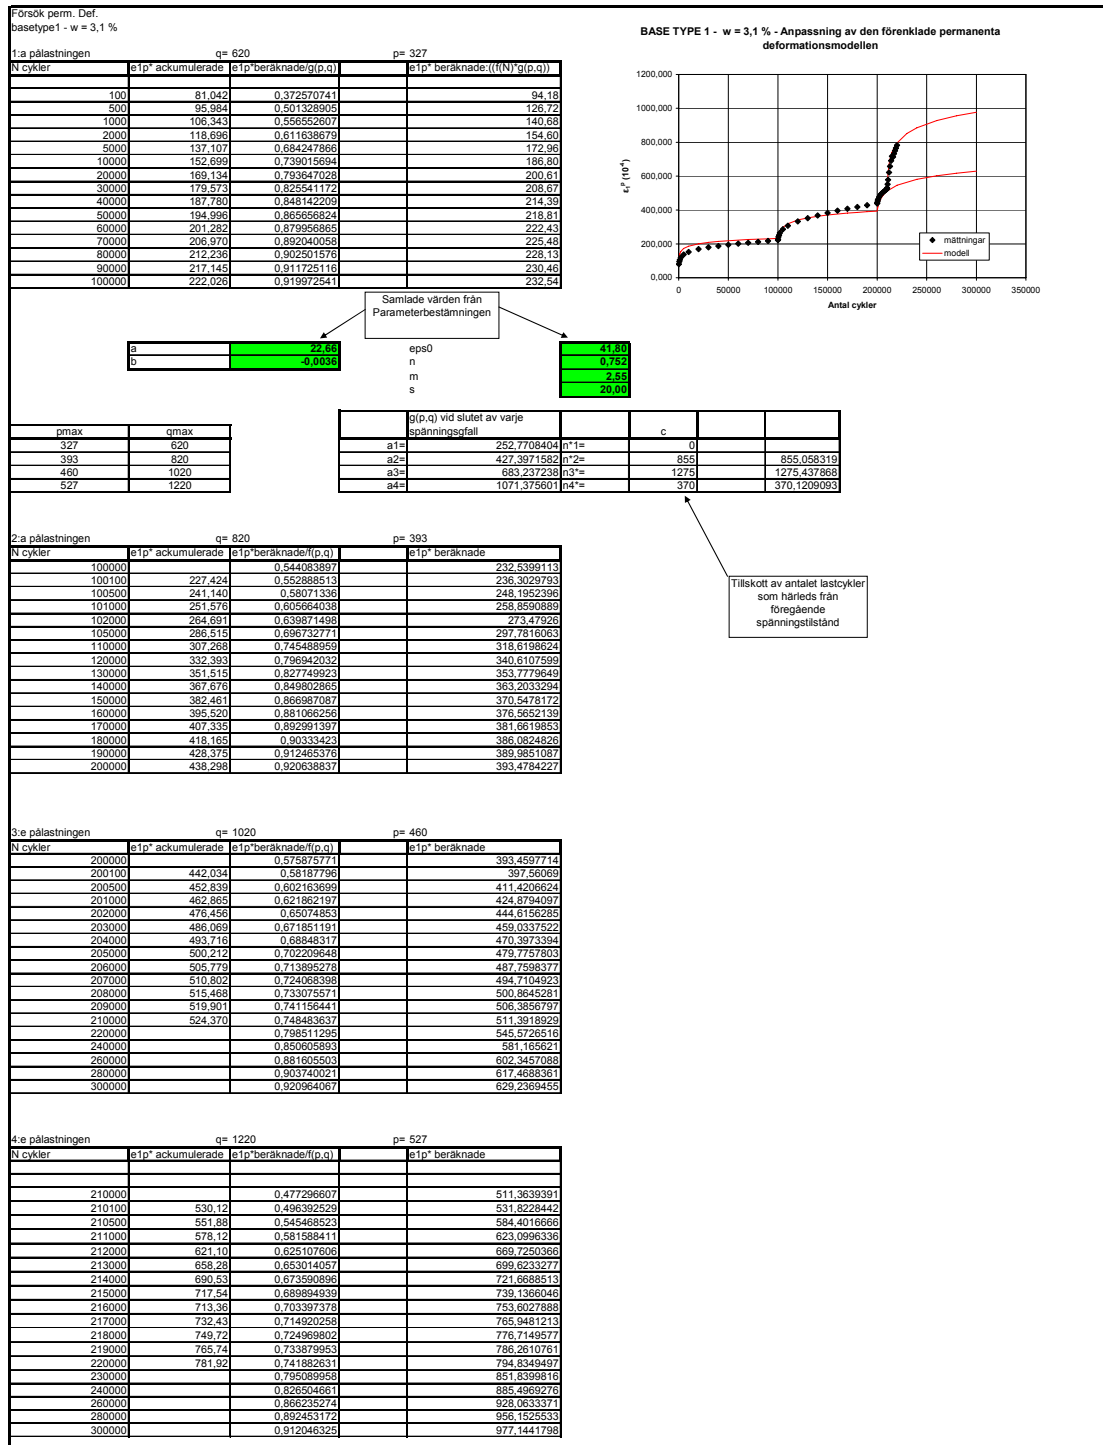 Försök perm. Def.
basetype1 - w = 3,1 %
1:a pålastningen q= 620 p= 327
N cykler e1p* ackumulerade e1p*beräknade/g(p,q) e1p* beräknade:((f(N)*g(p,q))
100 81,042 0,372570741 94,18
500 95,984 0,501328905 126,72
1000 106,343 0,556552607 140,68
2000 118,696 0,611638679 154,60
5000 137,107 0,684247866 172,96
10000 152,699 0,739015694 186,80
20000 169,134 0,793647028 200,61
30000 179,573 0,825541172 208,67
40000 187,780 0,848142209 214,39
50000 194,996 0,865656824 218,81
60000 201,282 0,879956865 222,43
70000 206,970 0,892040058 225,48
80000 212,236 0,902501576 228,13
90000 217,145 0,911725116 230,46
100000 222,026 0,919972541 232,54
BASE TYPE 1 - w = 3,1 % - Anpassning av den förenklade permanenta
deformationsmodellen
1200,000
1000,000
800,000
600,000
400,000
200,000
0,000
ε₁ᵖ (10⁻⁴)
0 50000 100000 150000 200000 250000 300000 350000
Antal cykler
mättningar
modell
Samlade värden från
Parameterbestämningen
a 22,66 eps0 41,80
b -0,0036 n 0,752
m 2,55
s 20,00
g(p,q) vid slutet av varje
pmax qmax spänningsgfall c
327 620 a1= 252,7708404 n*1= 0
393 820 a2= 427,3971582 n*2= 855 855,058319
460 1020 a3= 683,237238 n3*= 1275 1275,437868
527 1220 a4= 1071,375601 n4*= 370 370,1209093
2:a pålastningen q= 820 p= 393
N cykler e1p* ackumulerade e1p*beräknade/f(p,q) e1p* beräknade
100000 0,544083897 232,5399113
100100 227,424 0,552888513 236,3029793
100500 241,140 0,58071336 248,1952396
101000 251,576 0,605664038 258,8590889
102000 264,691 0,639871498 273,47926
105000 286,515 0,696732771 297,7816063
110000 307,268 0,745488959 318,6198624
120000 332,393 0,796942032 340,6107599
130000 351,515 0,827749923 353,7779649
140000 367,676 0,849802865 363,2033294
150000 382,461 0,866987087 370,5478172
160000 395,520 0,881066256 376,5652139
170000 407,335 0,892991397 381,6619853
180000 418,165 0,90333423 386,0824826
190000 428,375 0,912465376 389,9851087
200000 438,298 0,920638837 393,4784227
Tillskott av antalet lastcykler
som härleds från
föregående
spänningstilstånd
3:e pålastningen q= 1020 p= 460
N cykler e1p* ackumulerade e1p*beräknade/f(p,q) e1p* beräknade
200000 0,575875771 393,4597714
200100 442,034 0,58187796 397,56069
200500 452,839 0,602163699 411,4206624
201000 462,865 0,621862197 424,8794097
202000 476,456 0,65074853 444,6156285
203000 486,069 0,671851191 459,0337522
204000 493,716 0,68848317 470,3973394
205000 500,212 0,702209648 479,7757803
206000 505,779 0,713895278 487,7598377
207000 510,802 0,724068398 494,7104923
208000 515,468 0,733075571 500,8645281
209000 519,901 0,741156441 506,3856797
210000 524,370 0,748483637 511,3918929
220000 0,798511295 545,5726516
240000 0,850605893 581,165621
260000 0,881605503 602,3457088
280000 0,903740021 617,4688361
300000 0,920964067 629,2369455
4:e pålastningen q= 1220 p= 527
N cykler e1p* ackumulerade e1p*beräknade/f(p,q) e1p* beräknade
210000 0,477296607 511,3639391
210100 530,12 0,496392529 531,8228442
210500 551,88 0,545468523 584,4016666
211000 578,12 0,581588411 623,0996336
212000 621,10 0,625107606 669,7250366
213000 658,28 0,653014057 699,6233277
214000 690,53 0,673590896 721,6688513
215000 717,54 0,689894939 739,1366046
216000 713,36 0,703397378 753,6027888
217000 732,43 0,714920258 765,9481213
218000 749,72 0,724969802 776,7149577
219000 765,74 0,733879953 786,2610761
220000 781,92 0,741882631 794,8349497
230000 0,795089958 851,8399816
240000 0,826504661 885,4969276
260000 0,866235274 928,0633371
280000 0,892453172 956,1525533
300000 0,912046325 977,1441798